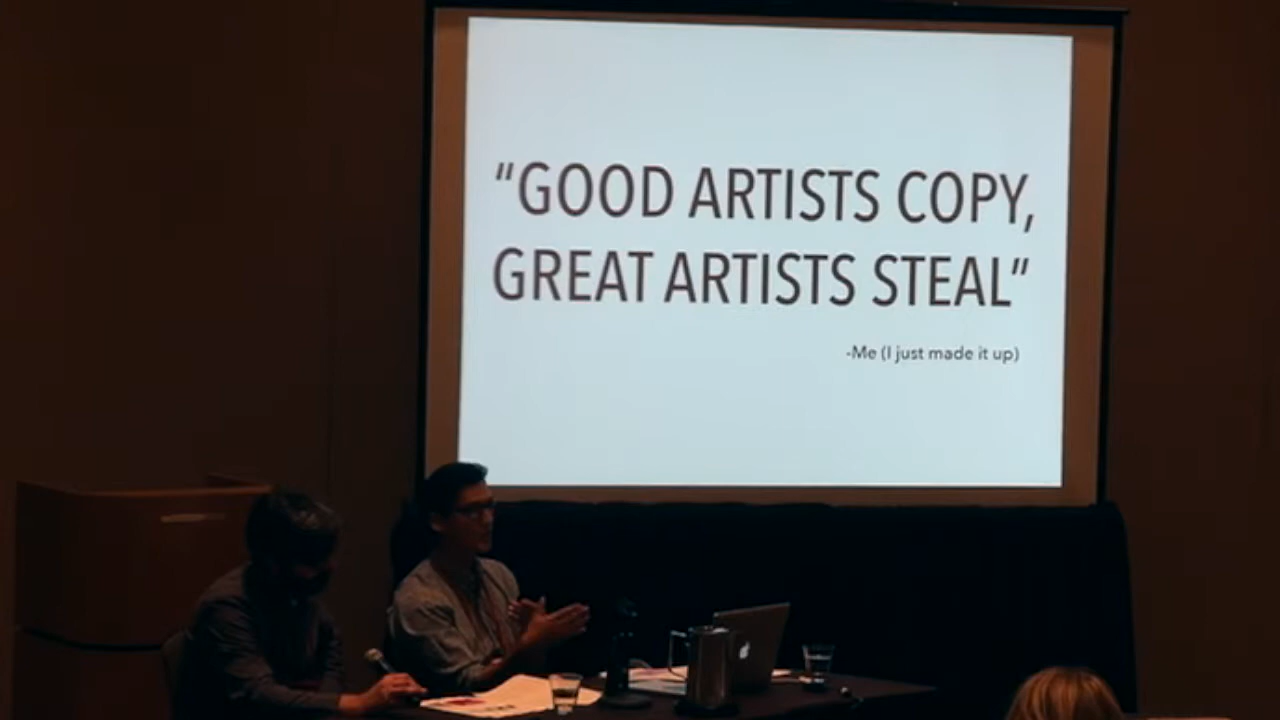 “GOOD ARTISTS COPY,
GREAT ARTISTS STEAL”
-Me (I just made it up)